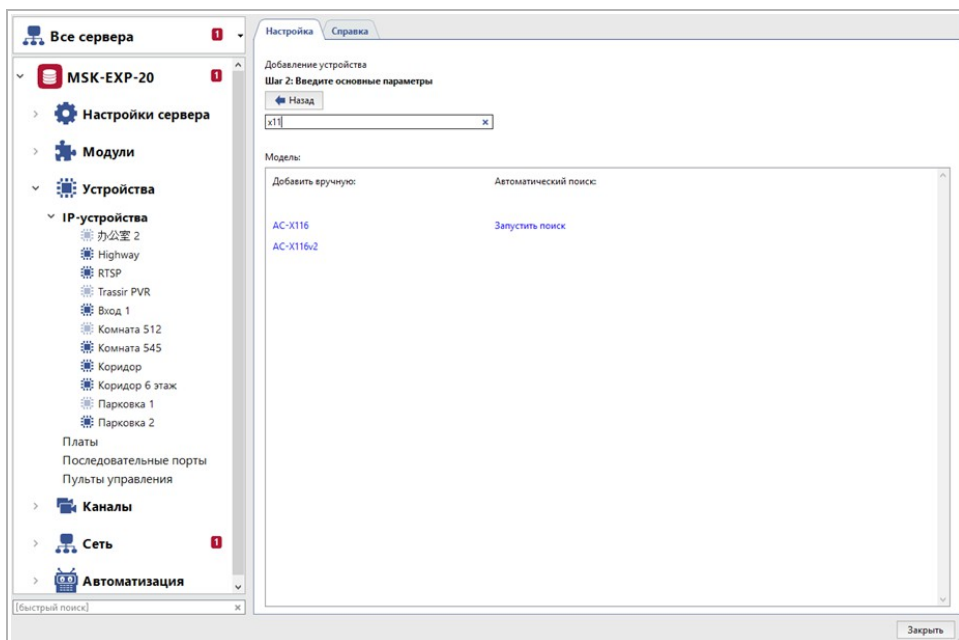 Все сервера 1
MSK-EXP-20 1
Настройки сервера
Модули
Устройства
IP-устройства
办公室 2
Highway
RTSP
Trassir PVR
Вход 1
Комната 512
Комната 545
Коридор
Коридор 6 этаж
Парковка 1
Парковка 2
Платы
Последовательные порты
Пульты управления
Каналы
Сеть 1
Автоматизация
[быстрый поиск]
Настройка Справка
Добавление устройства
Шаг 2: Введите основные параметры
Назад
x11
Модель:
Добавить вручную: Автоматический поиск:
AC-X116 Запустить поиск
AC-X116v2
Закрыть